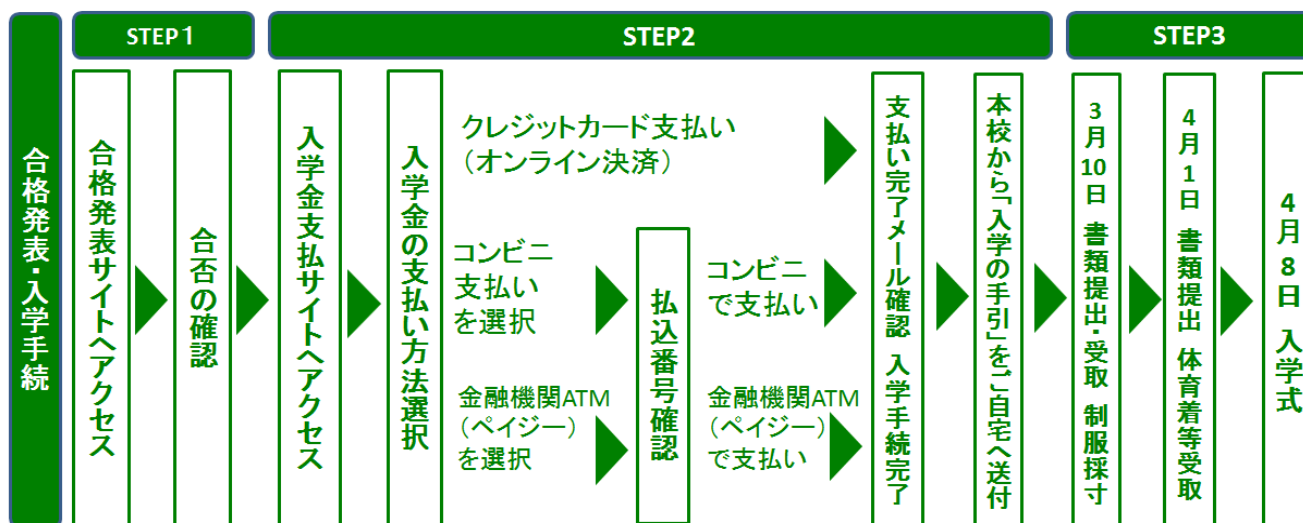 合格発表・入学手続
STEP１
合格発表サイトへアクセス
合否の確認
STEP2
入学金支払サイトへアクセス
入学金の支払い方法選択
クレジットカード支払い
（オンライン決済）
コンビニ
支払い
を選択
金融機関ATM
（ペイジー）
を選択
払込番号確認
コンビニ
で支払い
金融機関ATM
（ペイジー）
で支払い
支払い完了メール確認 入学手続完了
本校から「入学の手引」をご自宅へ送付
STEP3
3月10日 書類提出・受取 制服採寸
4月1日 書類提出 体育着等受取
4月8日 入学式